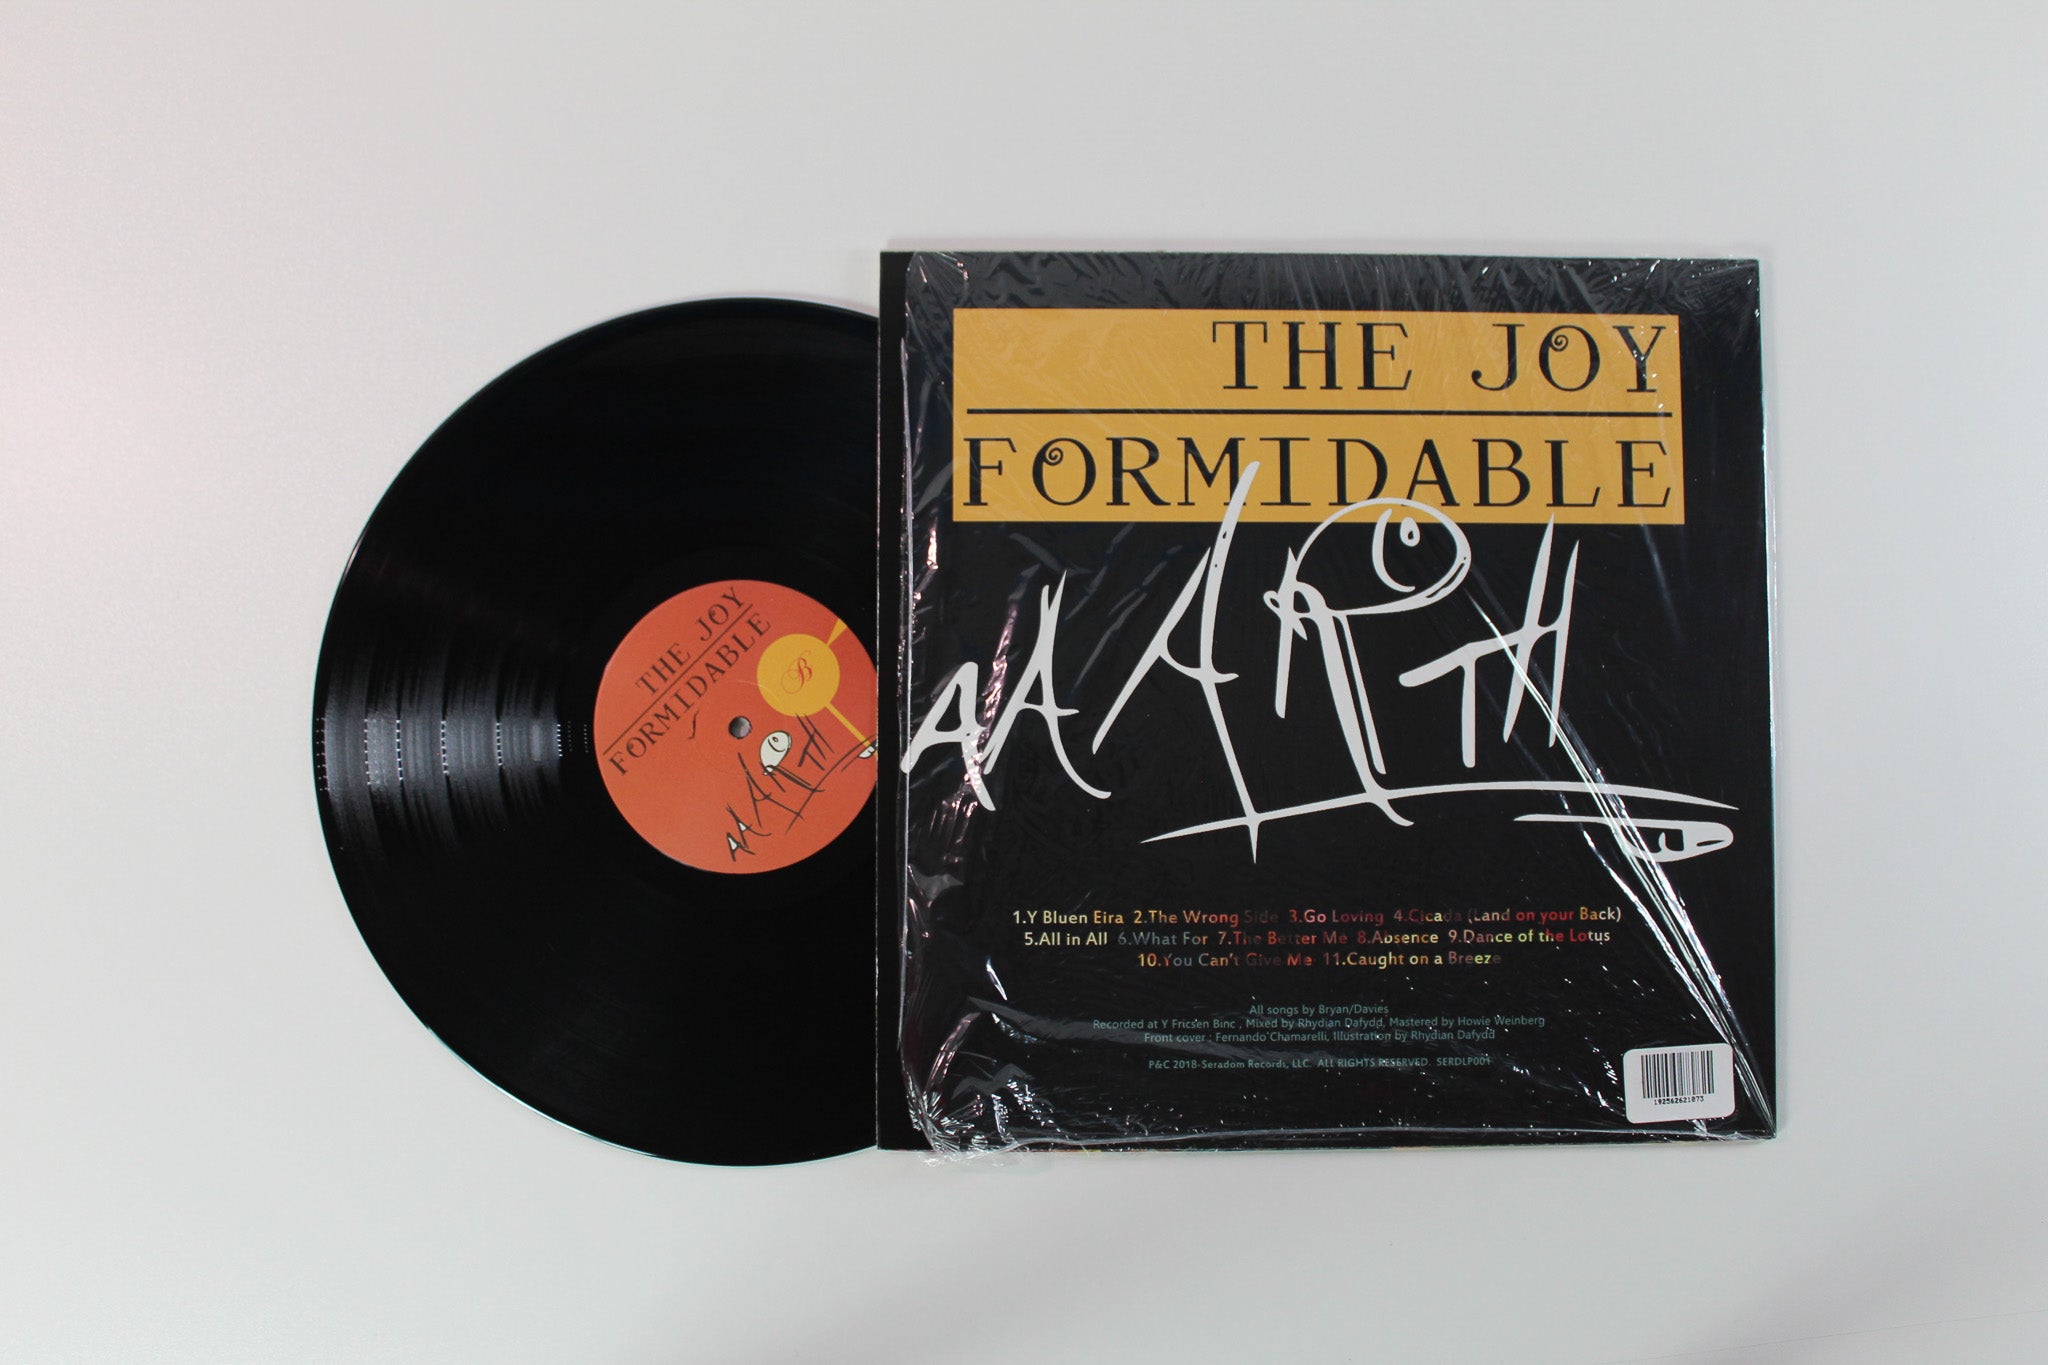 THE JOY
FORMIDABLE
B
AAARTH
THE JOY
FORMIDABLE
AAARTH
1.Y Bluen Eira 2.The Wrong Side 3.Go Loving 4.Cicada (Land on your Back)
5.All in All 6.What For 7.The Better Me 8.Absence 9.Dance of the Lotus
10.You Can't Give Me 11.Caught on a Breeze
All songs by Bryan/Davies
Recorded at Y Fricsen Binc , Mixed by Rhydian Dafydd, Mastered by Howie Weinberg
Front cover : Fernando Chamarelli, Illustration by Rhydian Dafydd
P&C 2018-Seradom Records, LLC. ALL RIGHTS RESERVED. SERDLP001
192562621073